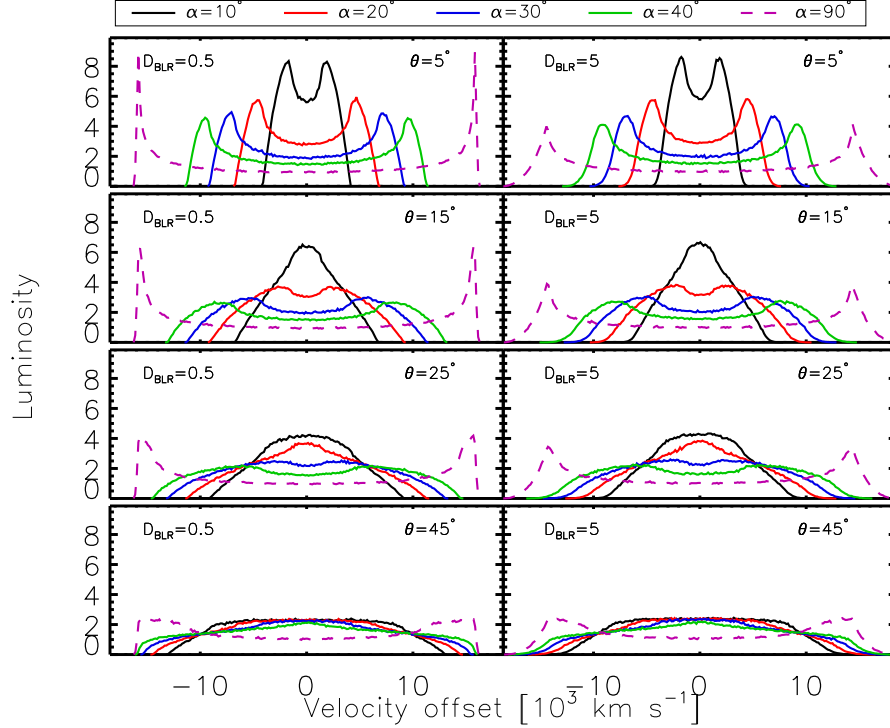 α=10° α=20° α=30° α=40° α=90°
D_BLR=0.5 θ=5° D_BLR=5 θ=5°
8
6
4
2
0
D_BLR=0.5 θ=15° D_BLR=5 θ=15°
8
6
4
2
0
D_BLR=0.5 θ=25° D_BLR=5 θ=25°
8
6
4
2
0
D_BLR=0.5 θ=45° D_BLR=5 θ=45°
8
6
4
2
0
Luminosity
−10 0 10 −10 0 10
Velocity offset [10³ km s⁻¹]